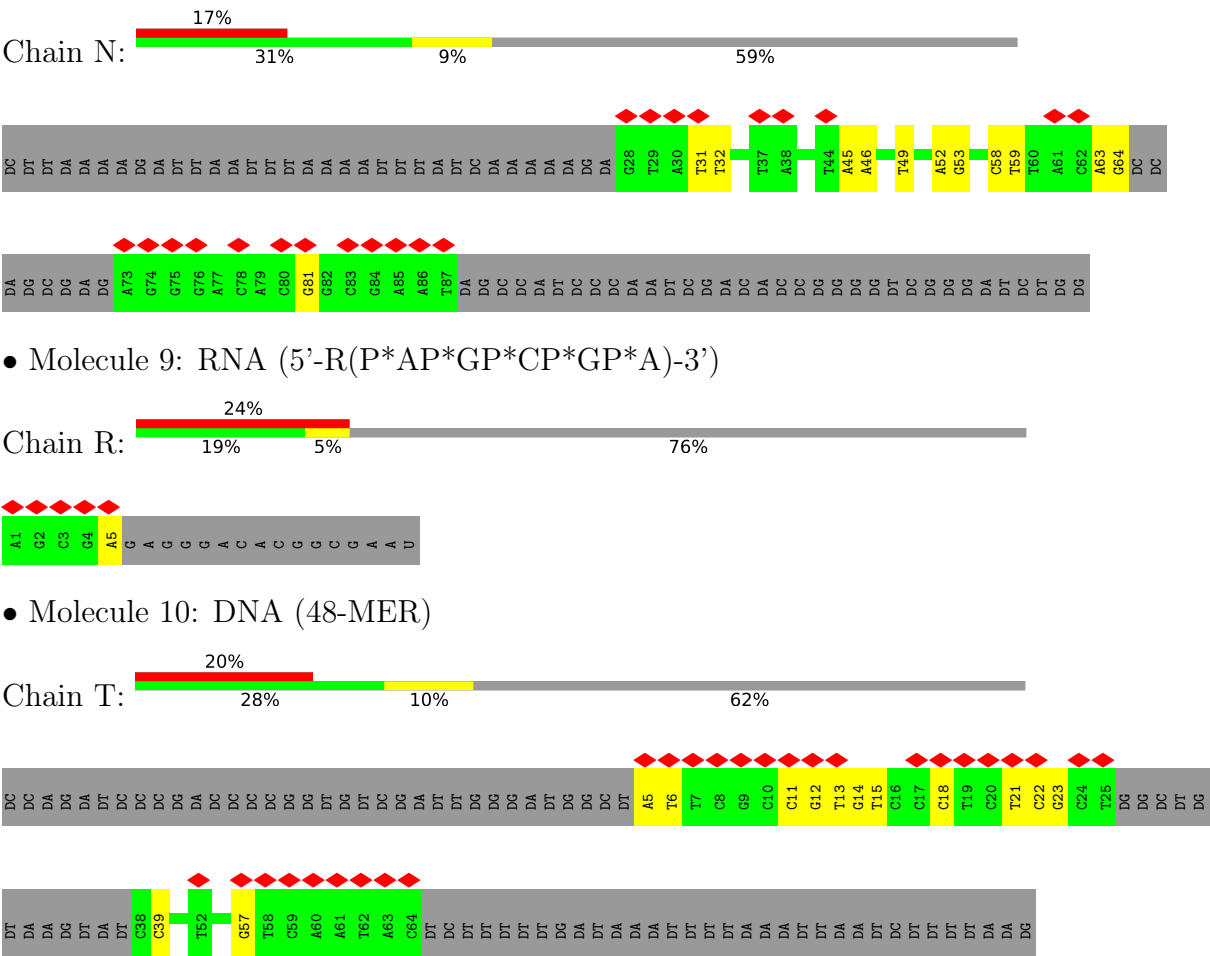 Chain N:
17%
31% 9% 59%
DC DT DT DA DA DA DA DG DA DT DT DA DA DT DT DT DA DA DA DA DT DT DT DA DT DC DA DA DA DA DA DG DA G28 T29 A30 T31 T32 T37 A38 T44 A45 A46 T49 A52 G53 C58 T59 T60 A61 C62 A63 G64 DC DC
DA DG DC DG DA DG A73 G74 G75 G76 A77 C78 A79 C80 G81 G82 C83 G84 A85 A86 T87 DA DG DC DC DA DT DC DC DC DA DA DT DC DG DA DC DA DC DC DG DG DG DG DT DC DG DG DG DA DT DC DT DG DG
• Molecule 9: RNA (5'-R(P*AP*GP*CP*GP*A)-3')
Chain R:
24%
19% 5% 76%
A1 G2 C3 G4 A5 G A G G G A C A C G G C G A A U
• Molecule 10: DNA (48-MER)
Chain T:
20%
28% 10% 62%
DC DC DA DG DA DT DC DC DC DG DA DC DC DC DC DG DG DT DG DT DC DG DA DT DT DG DG DG DA DT DG DG DC DT A5 T6 T7 C8 G9 C10 C11 G12 T13 G14 T15 C16 C17 C18 T19 C20 T21 C22 G23 C24 T25 DG DG DC DT DG
DT DA DA DG DT DA DT C38 C39 T52 G57 T58 C59 A60 A61 T62 A63 C64 DT DC DT DT DT DT DT DG DA DT DA DA DA DT DT DT DT DA DA DA DT DT DA DA DT DC DT DT DT DT DA DA DG